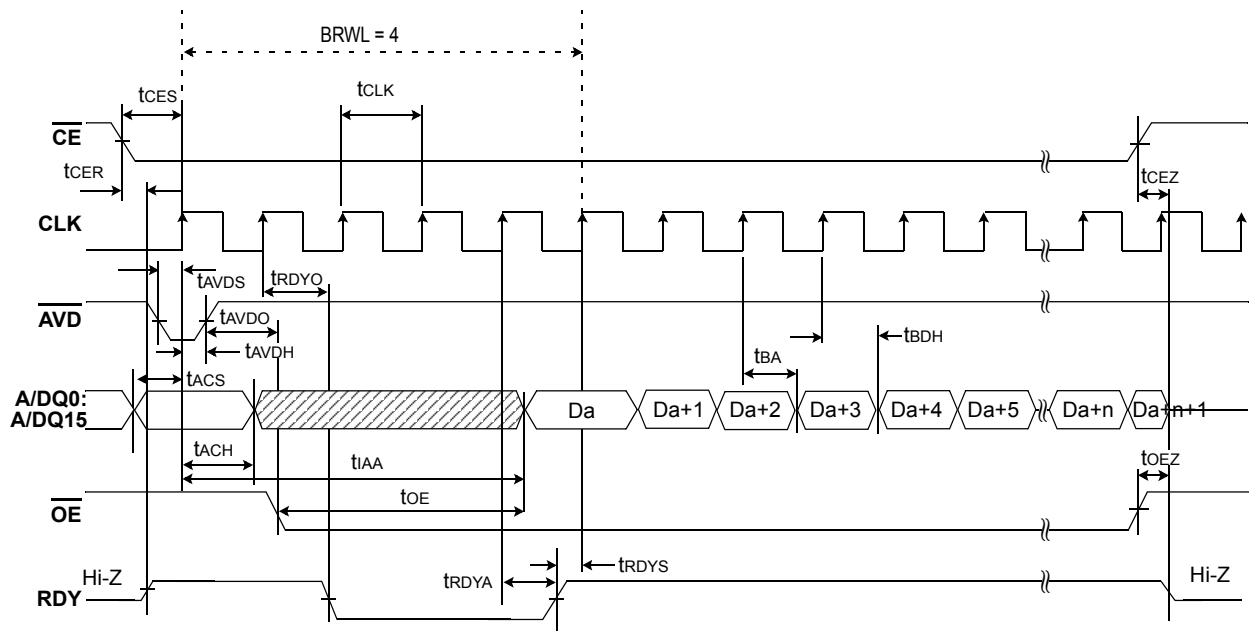 BRWL = 4
tCES
tCLK
CE
tCER
tCEZ
CLK
tAVDS
tRDYO
AVD
tAVDO
tBDH
tAVDH
tBA
tACS
A/DQ0:
A/DQ15
Da
Da+1
Da+2
Da+3
Da+4
Da+5
Da+n
Da+n+1
tACH
tIAA
tOEZ
tOE
OE
Hi-Z
tRDYA
tRDYS
Hi-Z
RDY